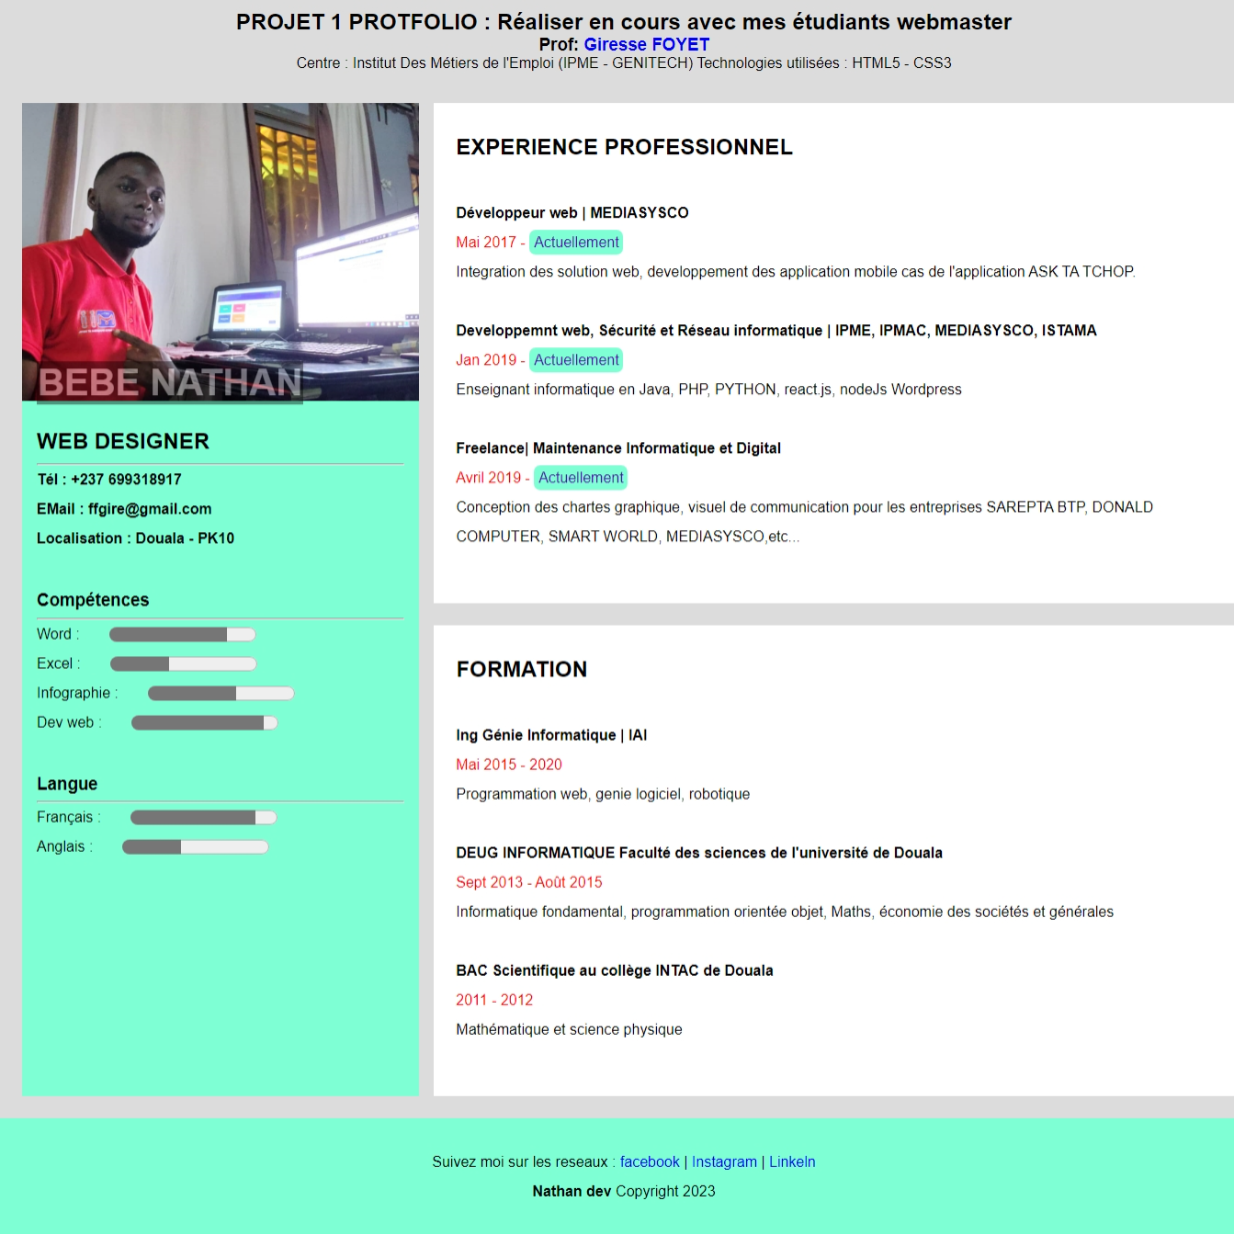 PROJET 1 PROTFOLIO : Réaliser en cours avec mes étudiants webmaster
Prof: Giresse FOYET
Centre : Institut Des Métiers de l'Emploi (IPME - GENITECH) Technologies utilisées : HTML5 - CSS3
BEBE NATHAN
WEB DESIGNER
Tél : +237 699318917
EMail : ffgire@gmail.com
Localisation : Douala - PK10
Compétences
Word :
Excel :
Infographie :
Dev web :
Langue
Français :
Anglais :
EXPERIENCE PROFESSIONNEL
Développeur web | MEDIASYSCO
Mai 2017 - Actuellement
Integration des solution web, developpement des application mobile cas de l'application ASK TA TCHOP.
Developpemnt web, Sécurité et Réseau informatique | IPME, IPMAC, MEDIASYSCO, ISTAMA
Jan 2019 - Actuellement
Enseignant informatique en Java, PHP, PYTHON, react.js, nodeJs Wordpress
Freelance| Maintenance Informatique et Digital
Avril 2019 - Actuellement
Conception des chartes graphique, visuel de communication pour les entreprises SAREPTA BTP, DONALD
COMPUTER, SMART WORLD, MEDIASYSCO,etc...
FORMATION
Ing Génie Informatique | IAI
Mai 2015 - 2020
Programmation web, genie logiciel, robotique
DEUG INFORMATIQUE Faculté des sciences de l'université de Douala
Sept 2013 - Août 2015
Informatique fondamental, programmation orientée objet, Maths, économie des sociétés et générales
BAC Scientifique au collège INTAC de Douala
2011 - 2012
Mathématique et science physique
Suivez moi sur les reseaux : facebook | Instagram | LinkeIn
Nathan dev Copyright 2023